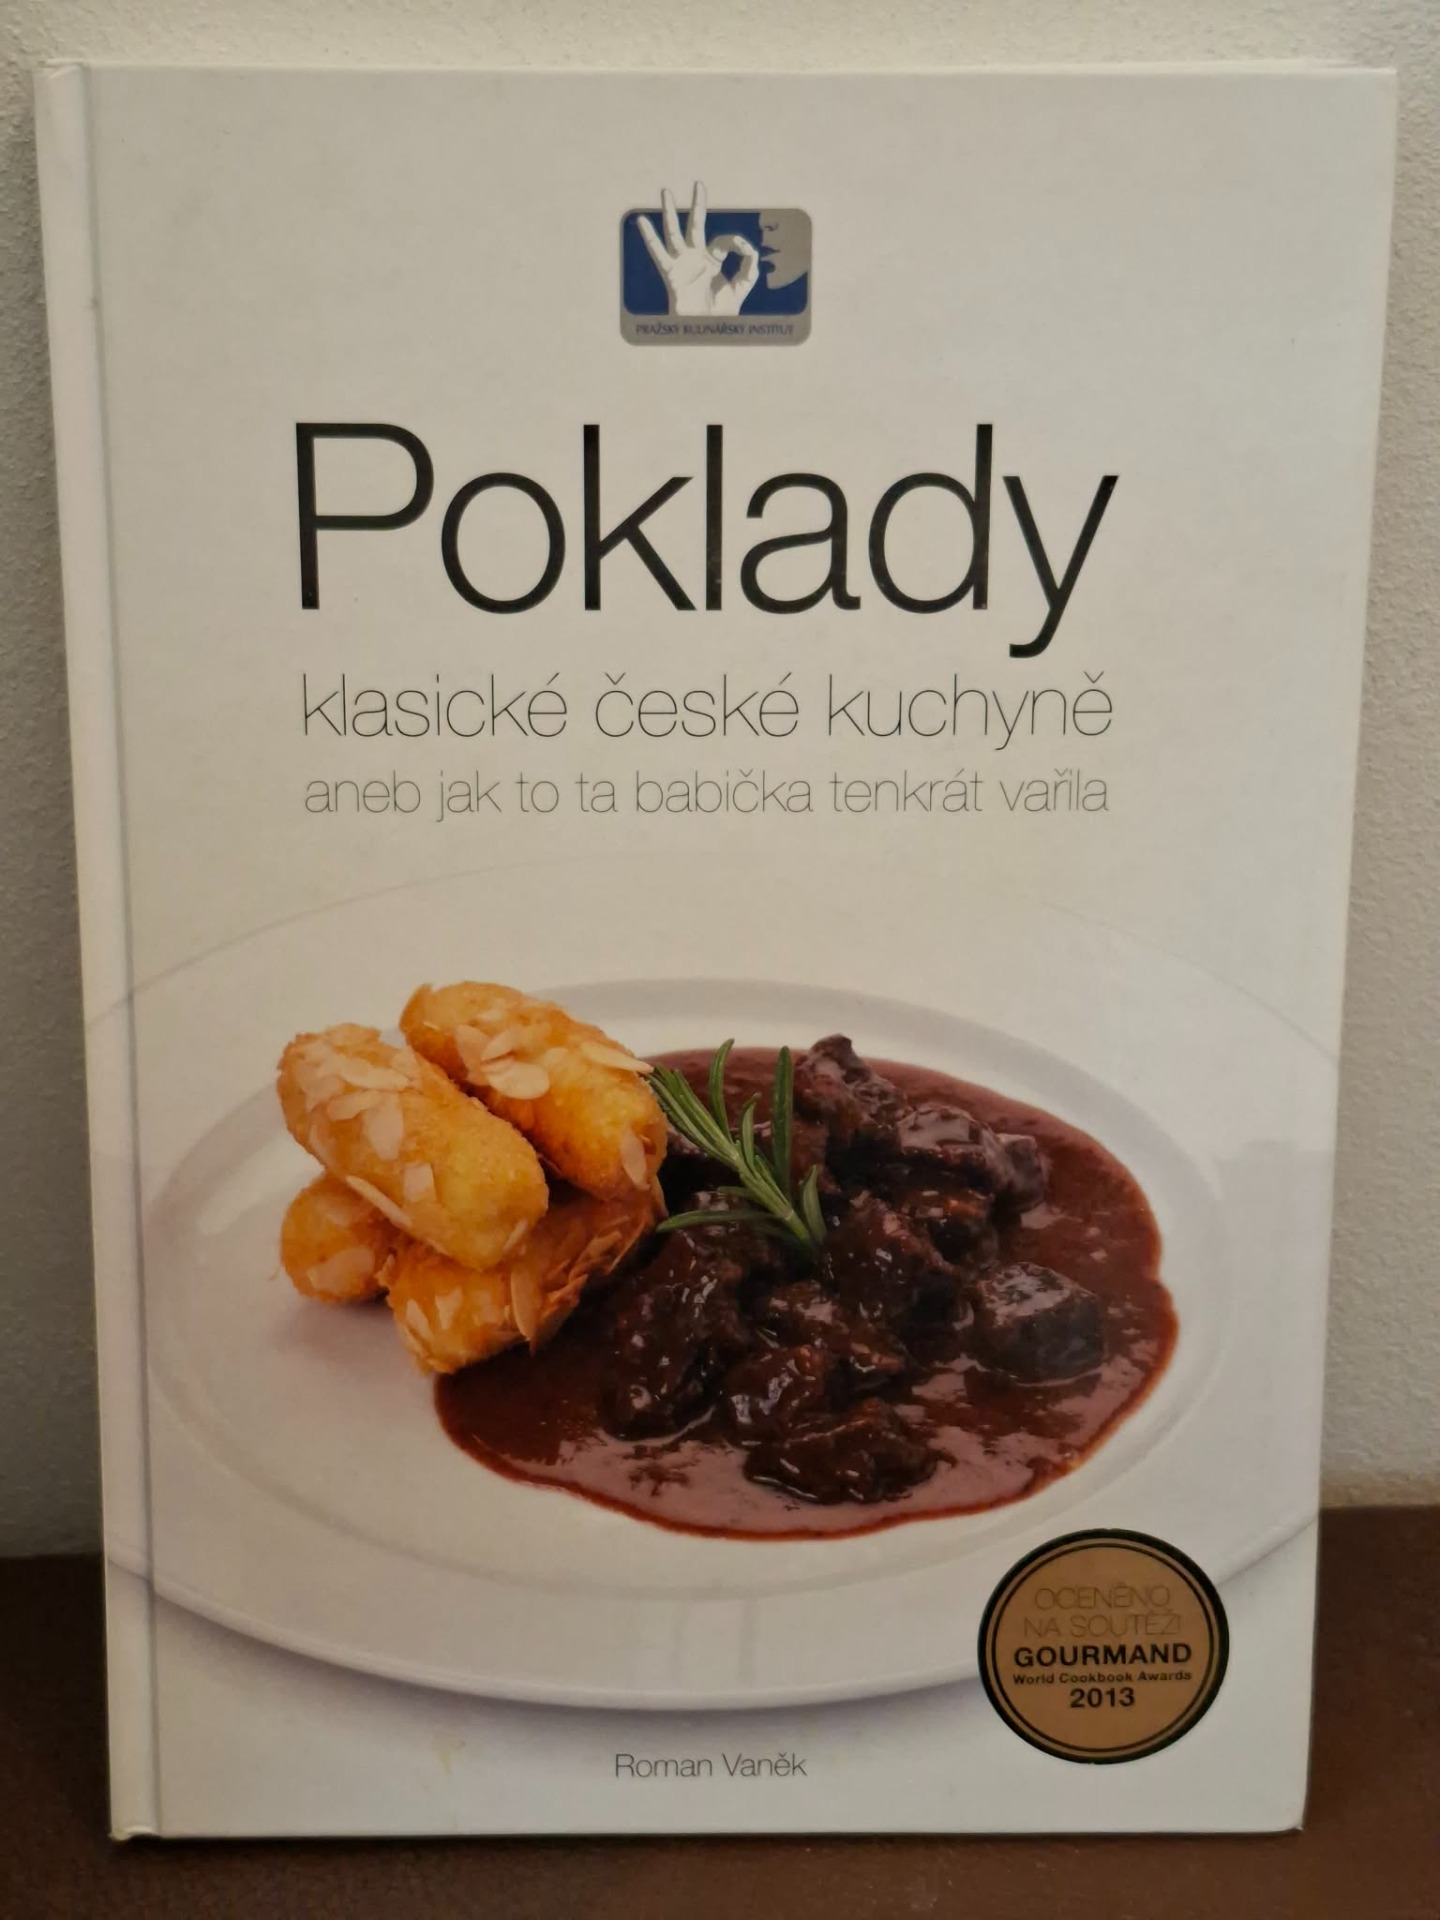 PRAŽSKÝ KULINÁŘSKÝ INSTITUT
Poklady
klasické české kuchyně
aneb jak to ta babička tenkrát vařila
OCENĚNO
NA SOUTĚŽI
GOURMAND
World Cookbook Awards
2013
Roman Vaněk